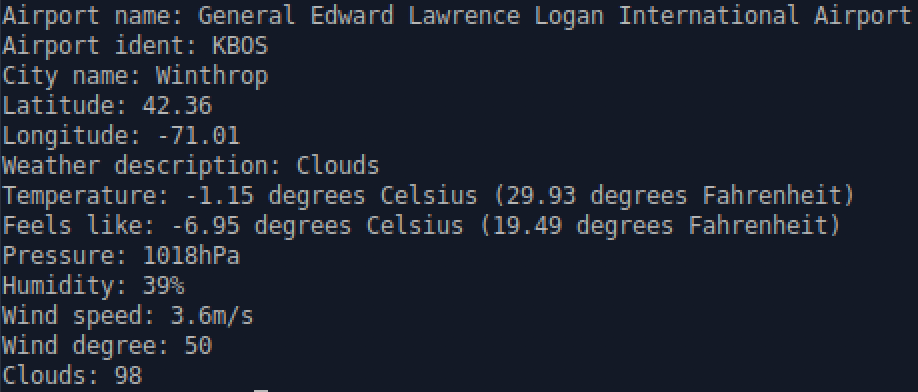 Airport name: General Edward Lawrence Logan International Airport
Airport ident: KBOS
City name: Winthrop
Latitude: 42.36
Longitude: -71.01
Weather description: Clouds
Temperature: -1.15 degrees Celsius (29.93 degrees Fahrenheit)
Feels like: -6.95 degrees Celsius (19.49 degrees Fahrenheit)
Pressure: 1018hPa
Humidity: 39%
Wind speed: 3.6m/s
Wind degree: 50
Clouds: 98